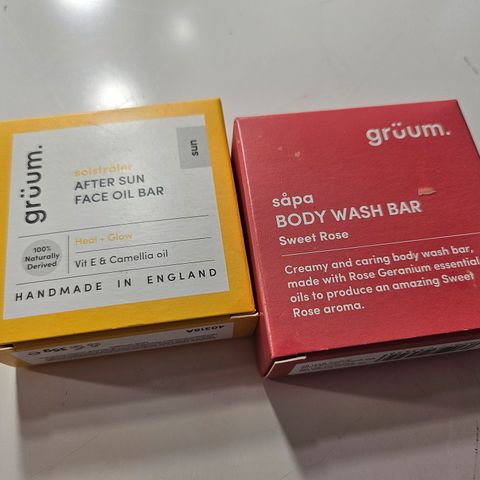 grüum.
solstråler
AFTER SUN
FACE OIL BAR
sun
100%
Naturally
Derived
Heal + Glow
Vit E & Camellia oil
HANDMADE IN ENGLAND
40318A
grüum.
såpa
BODY WASH BAR
Sweet Rose
Creamy and caring body wash bar,
made with Rose Geranium essential
oils to produce an amazing Sweet
Rose aroma.